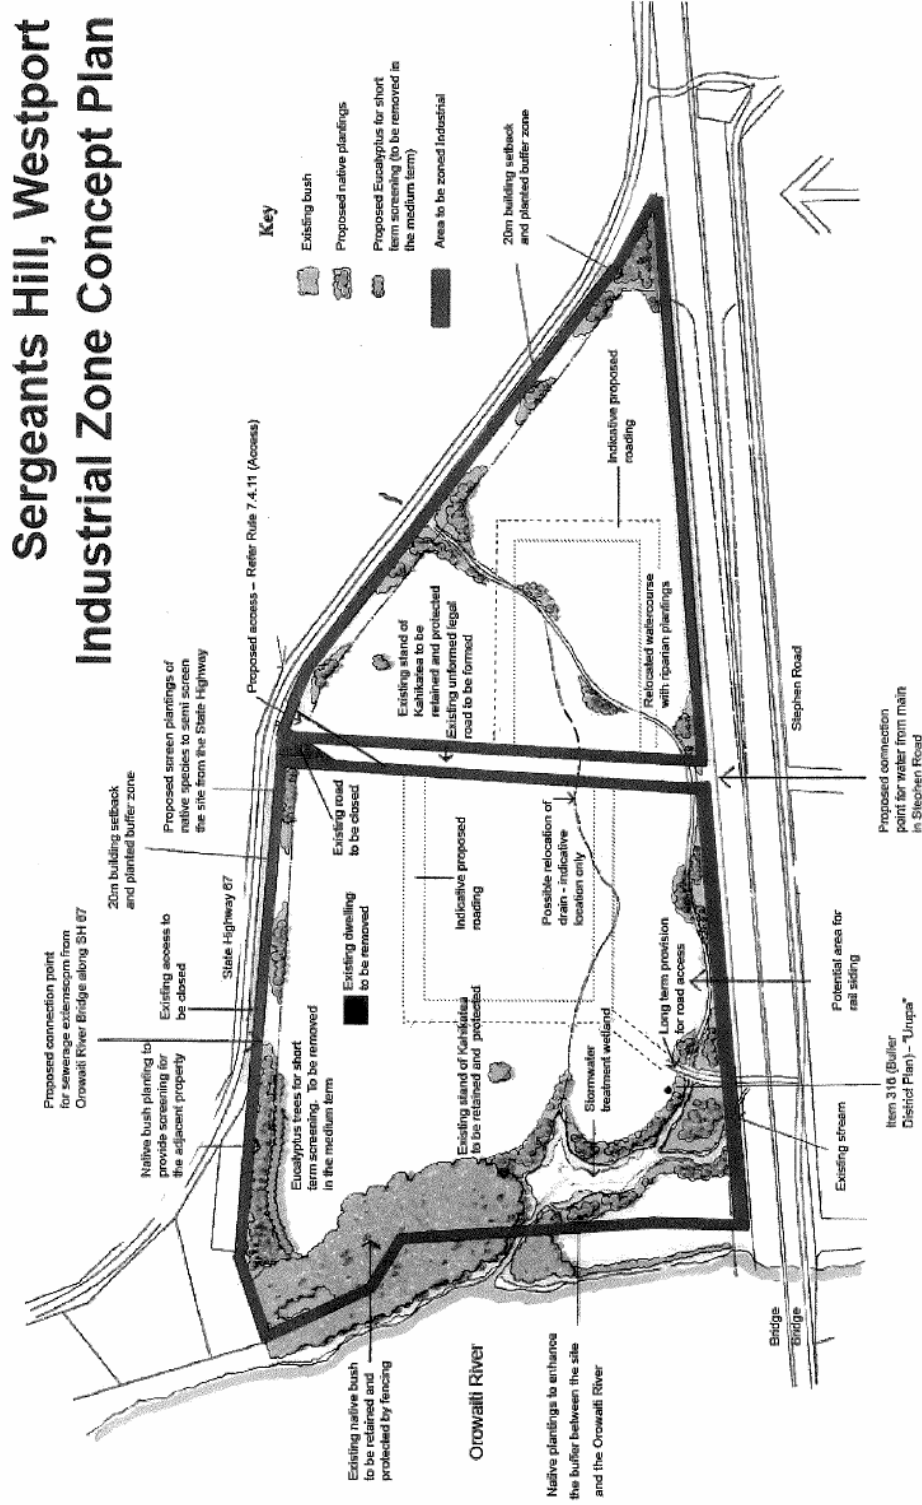 Sergeants Hill, Westport
Industrial Zone Concept Plan
Key
Existing bush
Proposed native plantings
Proposed Eucalyptus for short
term screening (to be removed in
the medium term)
Area to be zoned Industrial
Proposed connection point
for sewerage externsopm from
Orowaiti River Bridge along SH 67
20m building setback
and planted buffer zone
Proposed screen plantings of
native species to semi screen
the site from the State Highway
Proposed access – Refer Rule 7.4.11 (Access)
20m building setback
and planted buffer zone
Native bush planting to
provide screening for
the adjacent property
Existing access to
be closed
State Highway 67
Eucalyptus trees for short
term screening. To be removed
in the medium term
Existing dwelling
to be removed
Existing road
to be closed
Existing stand of
Kahikatea to be
retained and protected
Existing unformed legal
road to be formed
Indicative proposed
roading
Indicative proposed
roading
Existing stand of Kahikatea
to be retained and protected
Possible relocation of
drain - indicative
location only
Relocated watercourse
with riparian plantings
Stormwater
treatment wetland
Long term provision
for road access
Existing native bush
to be retained and
protected by fencing
Orowaiti River
Native plantings to enhance
the buffer between the site
and the Orowaiti River
Bridge
Bridge
Existing stream
Item 316 (Buller
District Plan) – "Urupa"
Potential area for
rail siding
Stephen Road
Proposed connection
point for water from main
in Stephen Road